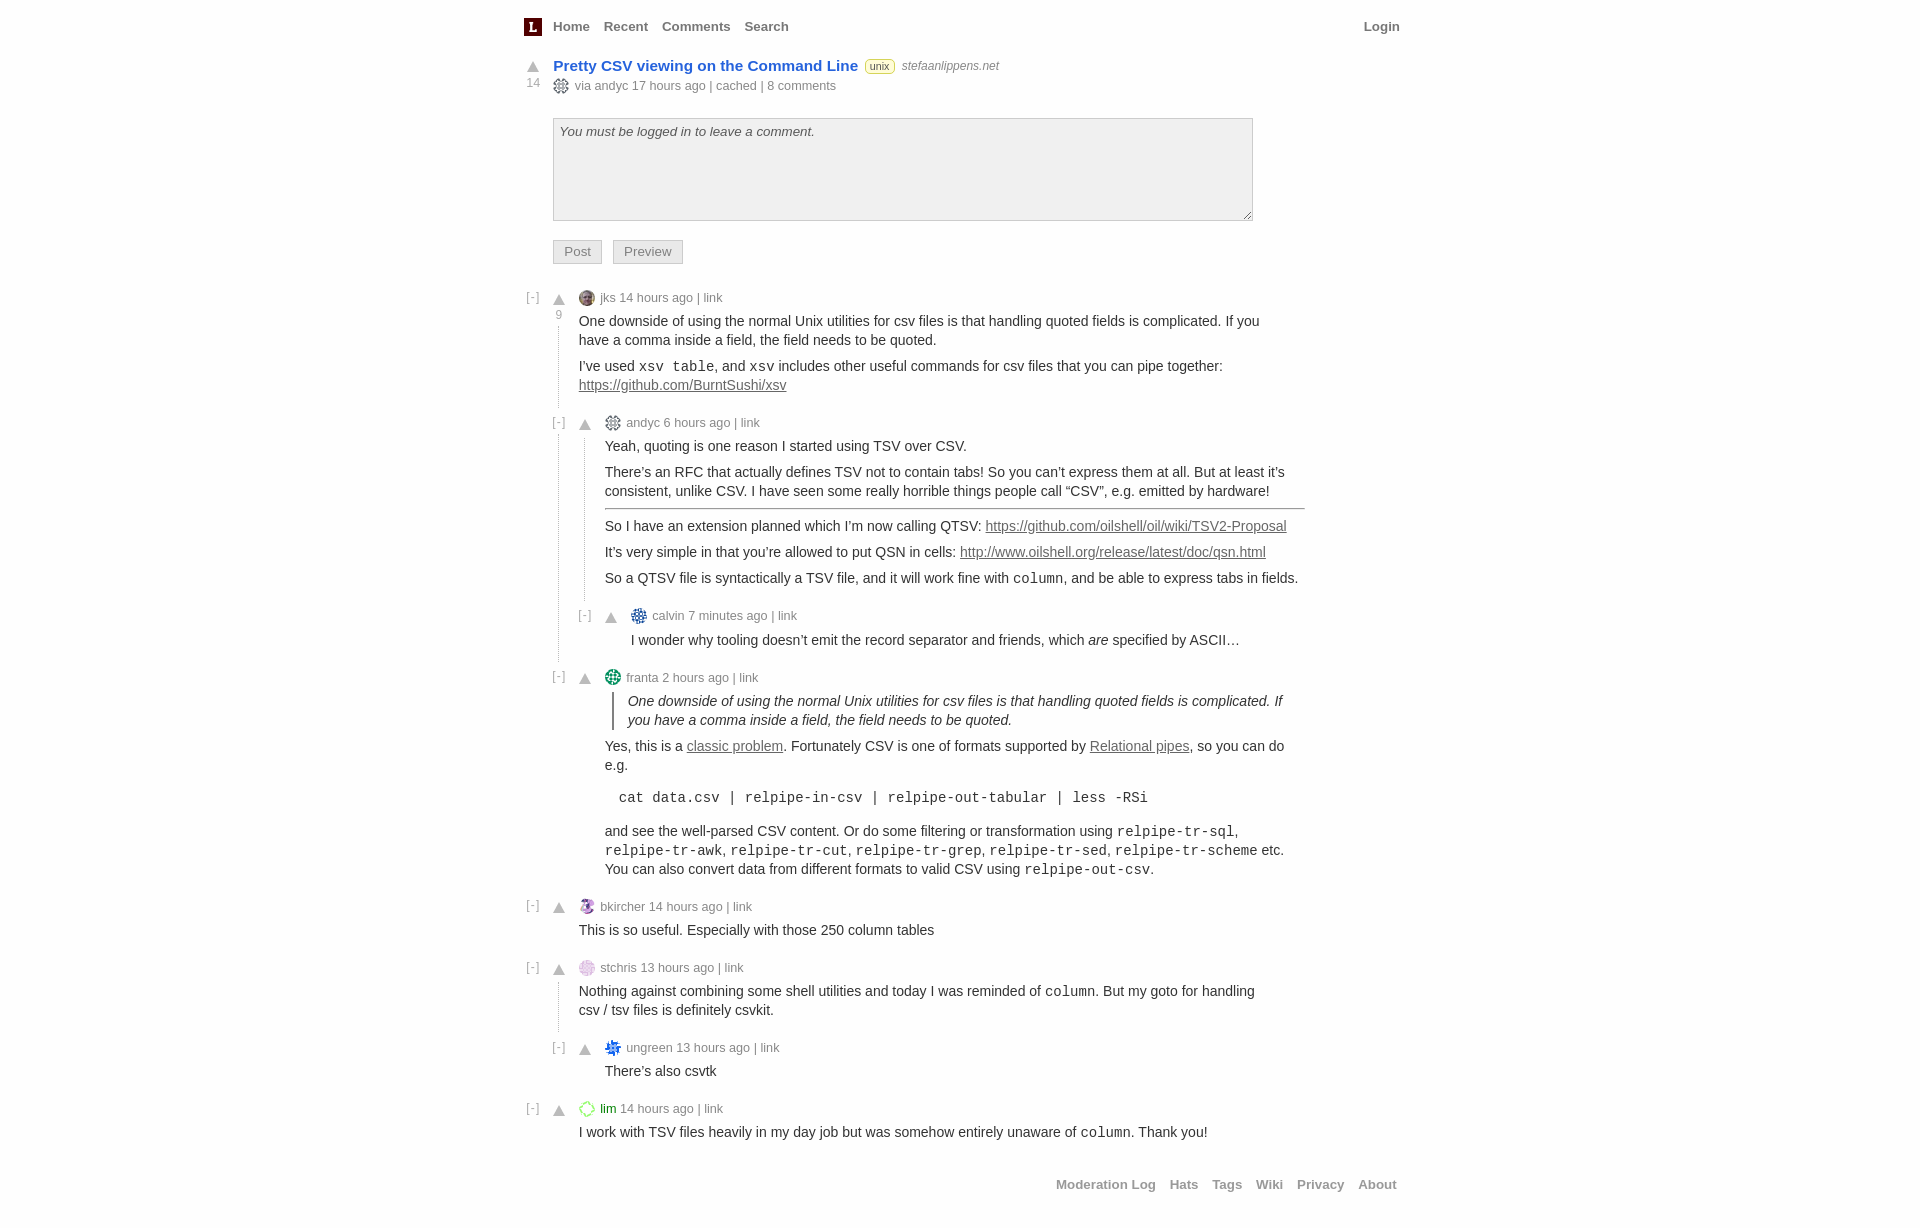 L Home Recent Comments Search Login
Pretty CSV viewing on the Command Line unix stefaanlippens.net
14 via andyc 17 hours ago | cached | 8 comments
You must be logged in to leave a comment.
Post Preview
[-] jks 14 hours ago | link
9
One downside of using the normal Unix utilities for csv files is that handling quoted fields is complicated. If you
have a comma inside a field, the field needs to be quoted.
I’ve used xsv table, and xsv includes other useful commands for csv files that you can pipe together:
https://github.com/BurntSushi/xsv
[-] andyc 6 hours ago | link
Yeah, quoting is one reason I started using TSV over CSV.
There’s an RFC that actually defines TSV not to contain tabs! So you can’t express them at all. But at least it’s
consistent, unlike CSV. I have seen some really horrible things people call “CSV”, e.g. emitted by hardware!
So I have an extension planned which I’m now calling QTSV: https://github.com/oilshell/oil/wiki/TSV2-Proposal
It’s very simple in that you’re allowed to put QSN in cells: http://www.oilshell.org/release/latest/doc/qsn.html
So a QTSV file is syntactically a TSV file, and it will work fine with column, and be able to express tabs in fields.
[-] calvin 7 minutes ago | link
I wonder why tooling doesn’t emit the record separator and friends, which are specified by ASCII…
[-] franta 2 hours ago | link
One downside of using the normal Unix utilities for csv files is that handling quoted fields is complicated. If
you have a comma inside a field, the field needs to be quoted.
Yes, this is a classic problem. Fortunately CSV is one of formats supported by Relational pipes, so you can do
e.g.
cat data.csv | relpipe-in-csv | relpipe-out-tabular | less -RSi
and see the well-parsed CSV content. Or do some filtering or transformation using relpipe-tr-sql,
relpipe-tr-awk, relpipe-tr-cut, relpipe-tr-grep, relpipe-tr-sed, relpipe-tr-scheme etc.
You can also convert data from different formats to valid CSV using relpipe-out-csv.
[-] bkircher 14 hours ago | link
This is so useful. Especially with those 250 column tables
[-] stchris 13 hours ago | link
Nothing against combining some shell utilities and today I was reminded of column. But my goto for handling
csv / tsv files is definitely csvkit.
[-] ungreen 13 hours ago | link
There’s also csvtk
[-] lim 14 hours ago | link
I work with TSV files heavily in my day job but was somehow entirely unaware of column. Thank you!
Moderation Log Hats Tags Wiki Privacy About